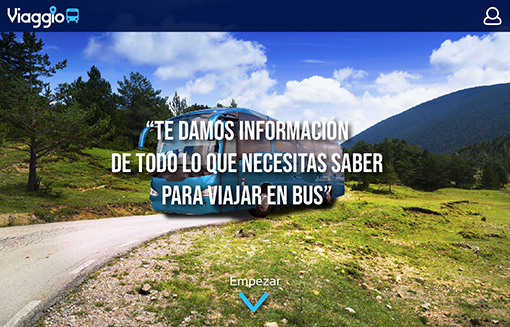 Viaggio
“TE DAMOS INFORMACIÓN
DE TODO LO QUE NECESITAS SABER
PARA VIAJAR EN BUS”
Empezar